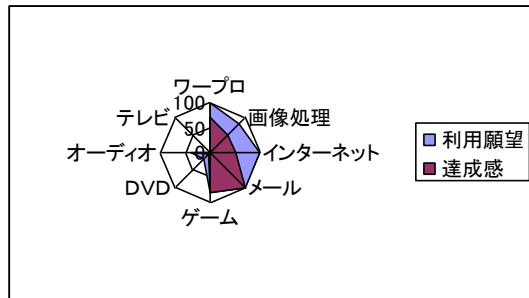 ワープロ
100
テレビ
画像処理
50
オーディオ
0
インターネット
DVD
メール
ゲーム
利用願望
達成感